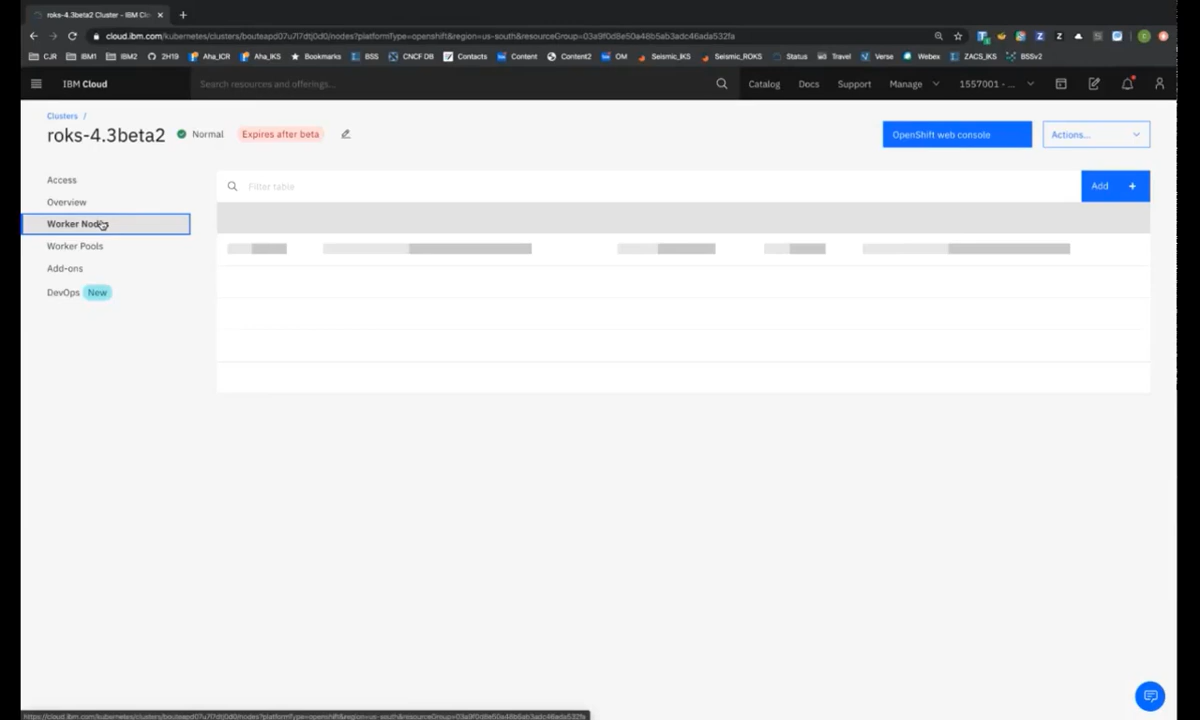 roks-4.3beta2 Cluster - IBM Clo
cloud.ibm.com/kubernetes/clusters/bouteapd07u7l7dtj0d0/nodes?platformType=openshift&region=us-south&resourceGroup=03a9f0d8e50a48b5ab3adc46ada532fa
CJR IBM1 IBM2 2H19 Aha_ICR Aha_IKS Bookmarks BSS CNCF DB Contacts Content Content2 OM Seismic_IKS Seismic_ROKS Status Travel Verse Webex ZACS_IKS BSSv2
IBM Cloud Search resources and offerings... Catalog Docs Support Manage 1557001 - ...
Clusters /
roks-4.3beta2 Normal Expires after beta OpenShift web console Actions...
Access
Filter table Add +
Overview
Worker Nodes
Worker Pools
Add-ons
DevOps New